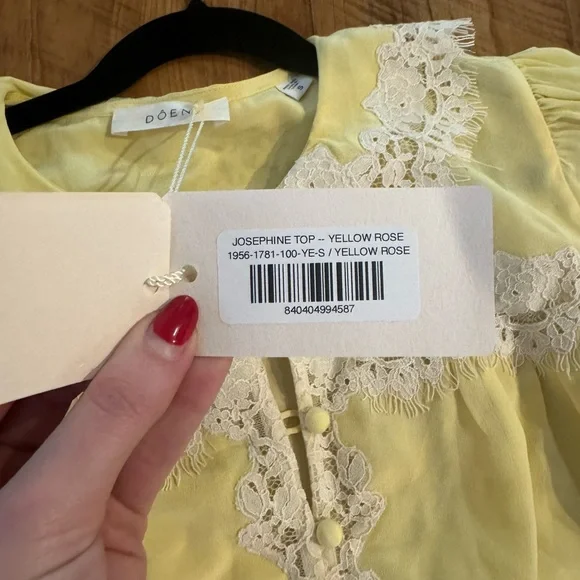 DÔEN
JOSEPHINE TOP -- YELLOW ROSE
1956-1781-100-YE-S / YELLOW ROSE
840404994587